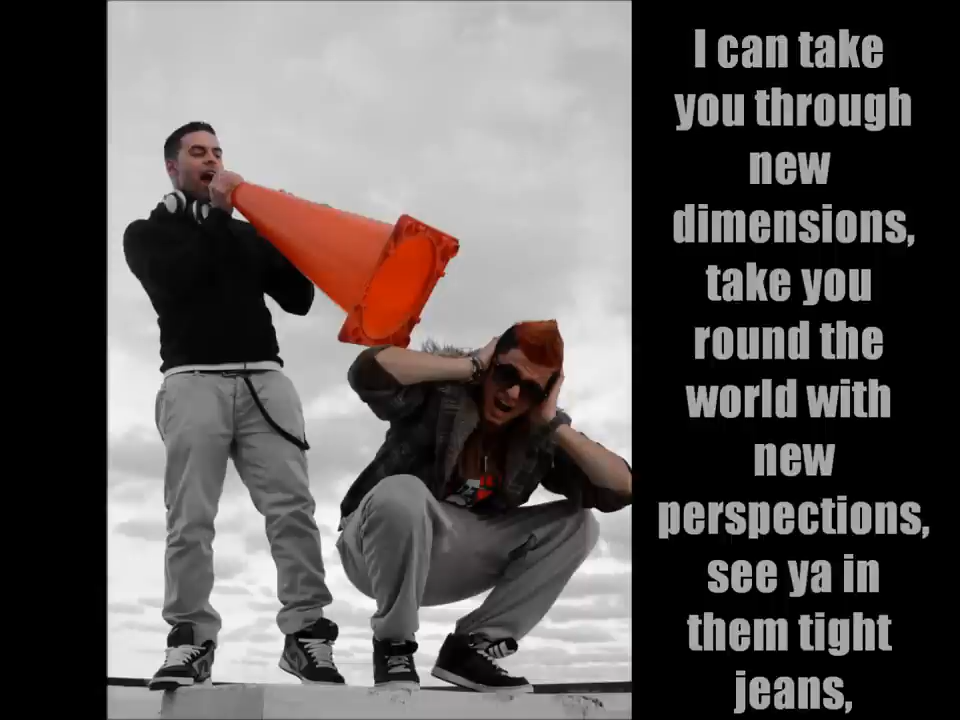 I can take
you through
new
dimensions,
take you
round the
world with
new
perspections,
see ya in
them tight
jeans,